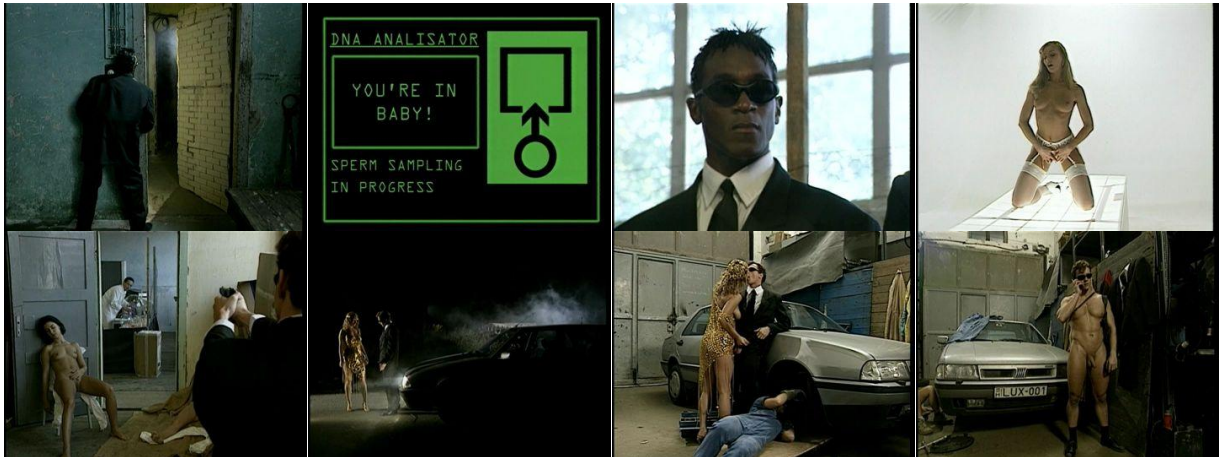 DNA ANALISATOR
YOU'RE IN
BABY!
SPERM SAMPLING
IN PROGRESS
LUX-001